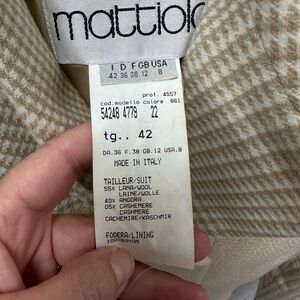 mattiolo
I D F GB USA
42 36 38 12 8
prot. 4557
cod.modello colore 061
54248 4779 22
tg.. 42
DA.36 F.38 GB.12 USA.8
MADE IN ITALY
TAILLEUR/SUIT
55% LANA/WOOL
LAINE/WOLLE
40% ANGORA
05% CASHEMERE
CASHMERE
CACHEMIRE/KASCHMIR
FODERA/LINING
100%RAYON